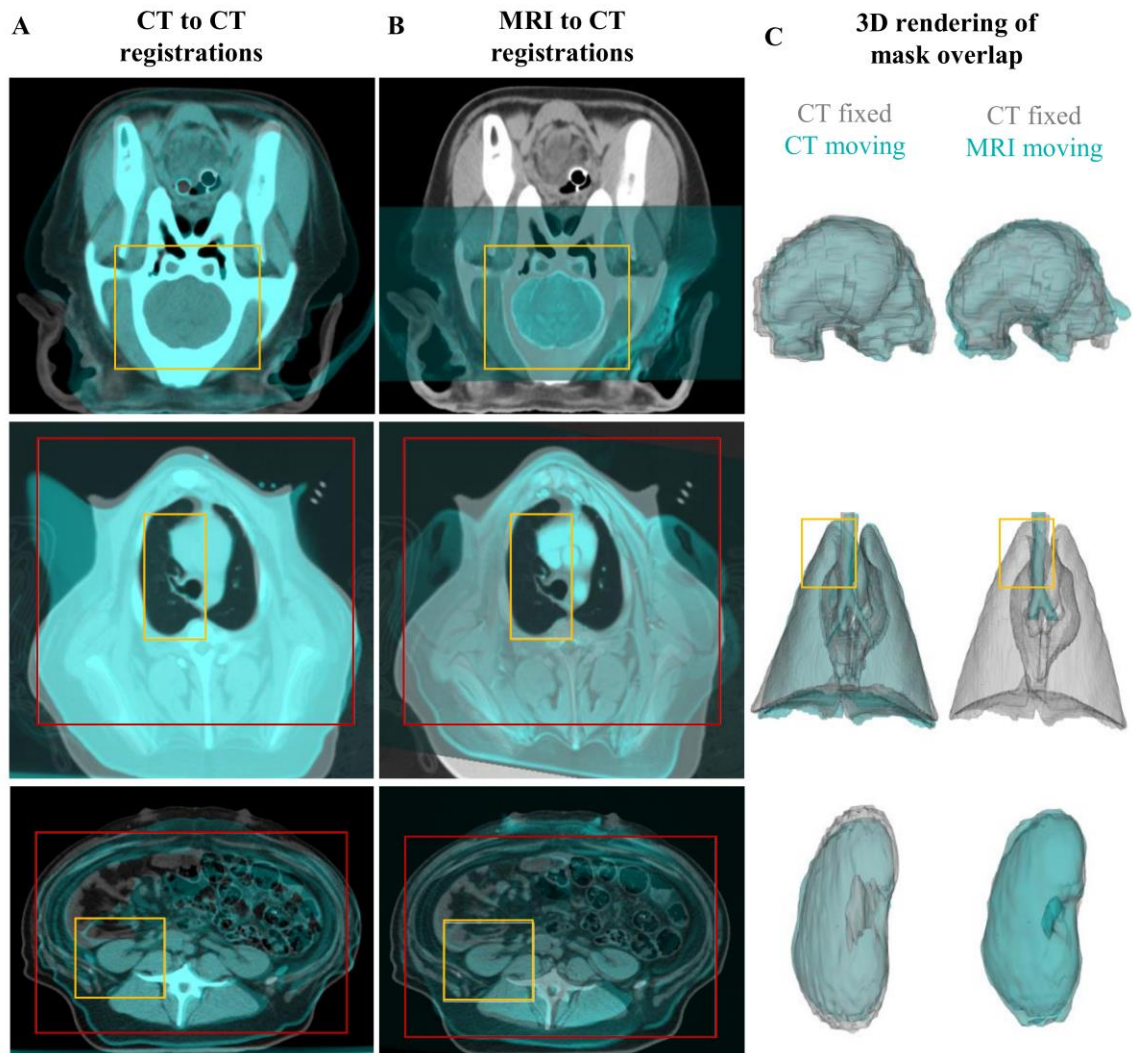 A
CT to CT
registrations
B
MRI to CT
registrations
C
3D rendering of
mask overlap
CT fixed
CT moving
CT fixed
MRI moving